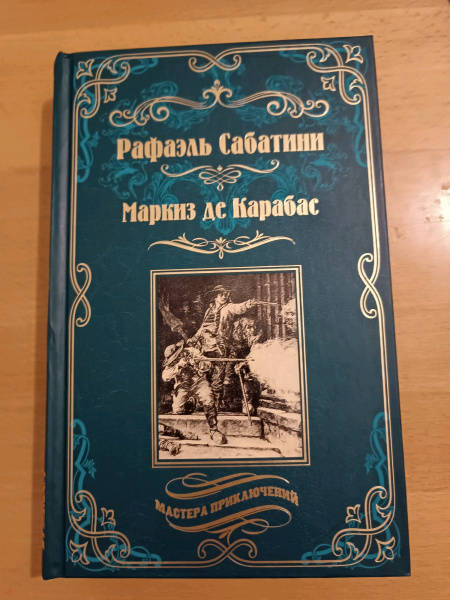 Рафаэль Сабатини
Маркиз де Карабас
МАСТЕРА ПРИКЛЮЧЕНИЙ